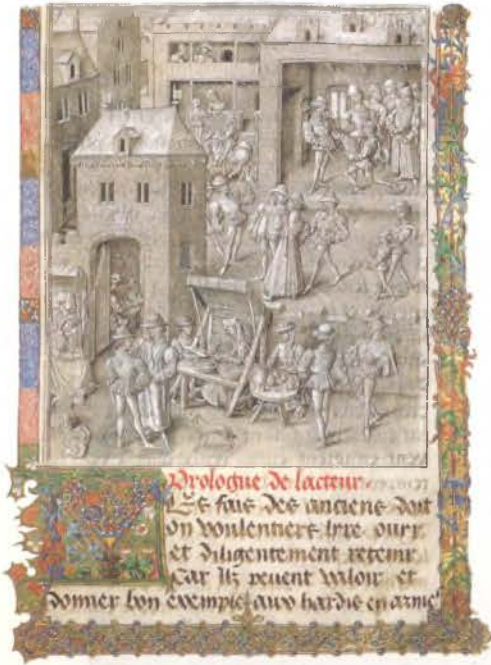 Prologue de lacteur
Es fais des anciens doit
on voulentiers lyre ouyr
et diligentement retenir
Car Ilz peuent valoir et
donner bon exemple aux hardis en armes